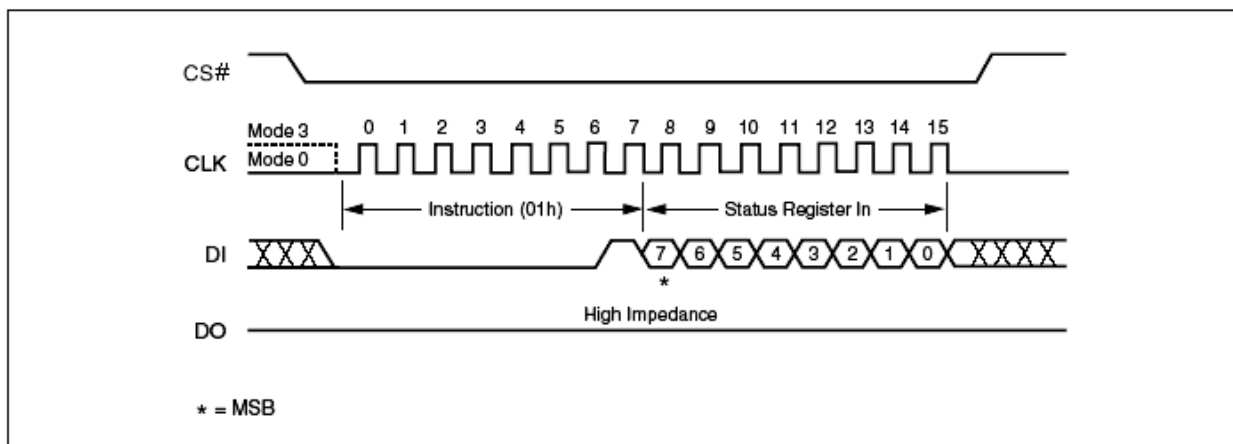 CS#
Mode 3
0 1 2 3 4 5 6 7 8 9 10 11 12 13 14 15
CLK
Mode 0
Instruction (01h)
Status Register In
DI
7 6 5 4 3 2 1 0
*
High Impedance
DO
* = MSB